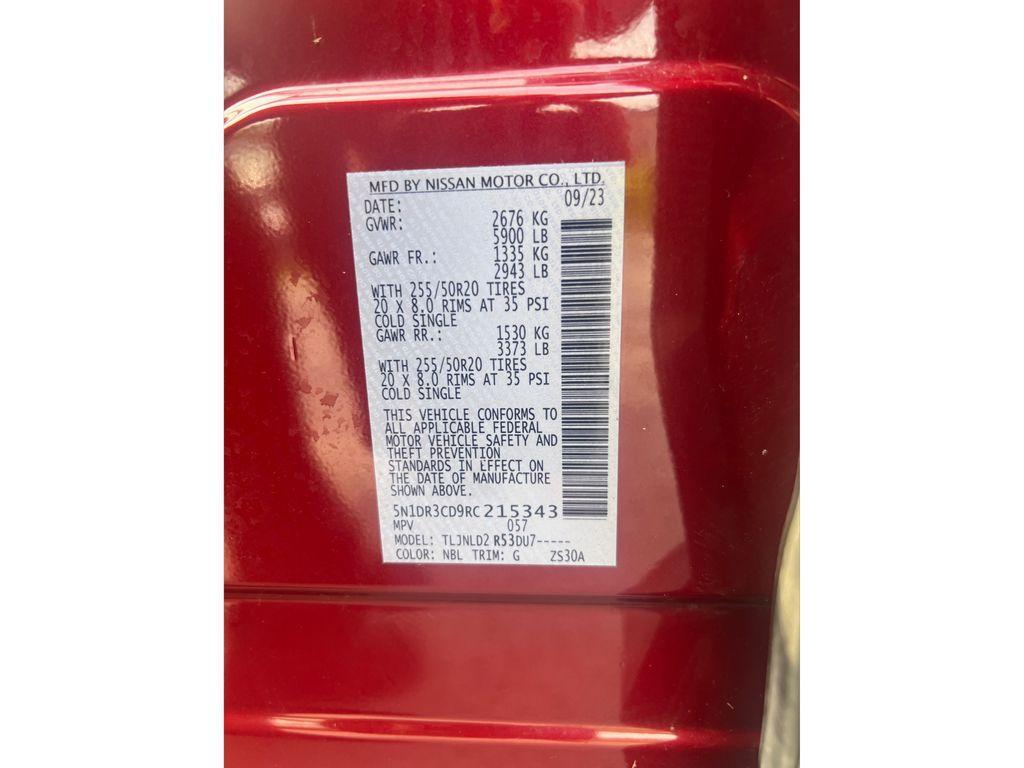 MFD BY NISSAN MOTOR CO., LTD.
DATE: 09/23
GVWR: 2676 KG
5900 LB
GAWR FR.: 1335 KG
2943 LB
WITH 255/50R20 TIRES
20 X 8.0 RIMS AT 35 PSI
COLD SINGLE
GAWR RR.: 1530 KG
3373 LB
WITH 255/50R20 TIRES
20 X 8.0 RIMS AT 35 PSI
COLD SINGLE
THIS VEHICLE CONFORMS TO
ALL APPLICABLE FEDERAL
MOTOR VEHICLE SAFETY AND
THEFT PREVENTION
STANDARDS IN EFFECT ON
THE DATE OF MANUFACTURE
SHOWN ABOVE.
5N1DR3CD9RC215343
MPV 057
MODEL: TLJNLD2 R53DU7-----
COLOR: NBL TRIM: G ZS30A